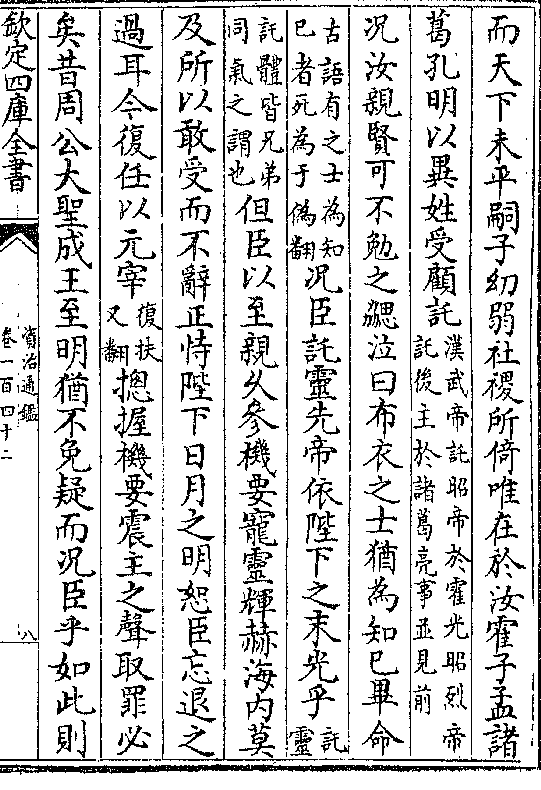 而天下未平嗣子幼弱社稷所倚唯在於汝霍子孟諸
葛孔明以異姓受顧託漢武帝託昭帝於霍光昭烈帝託後主於諸葛亮事並見前
況汝親賢可不勉之勰泣曰布衣之士猶為知已畢命
古語有之士為知已者死為于偽翻況臣託靈先帝依陛下之末光乎託靈
託體皆兄弟同氣之謂也但臣以至親乆參機要寵靈輝赫海内莫
及所以敢受而不辭正恃陛下日月之明恕臣忘退之
過耳今復任以元宰復扶又翻揔握機要震主之聲取罪必
矣昔周公大聖成王至明猶不免疑而况臣乎如此則
欽定四庫全書
資治通鑑
卷一百四十二
八